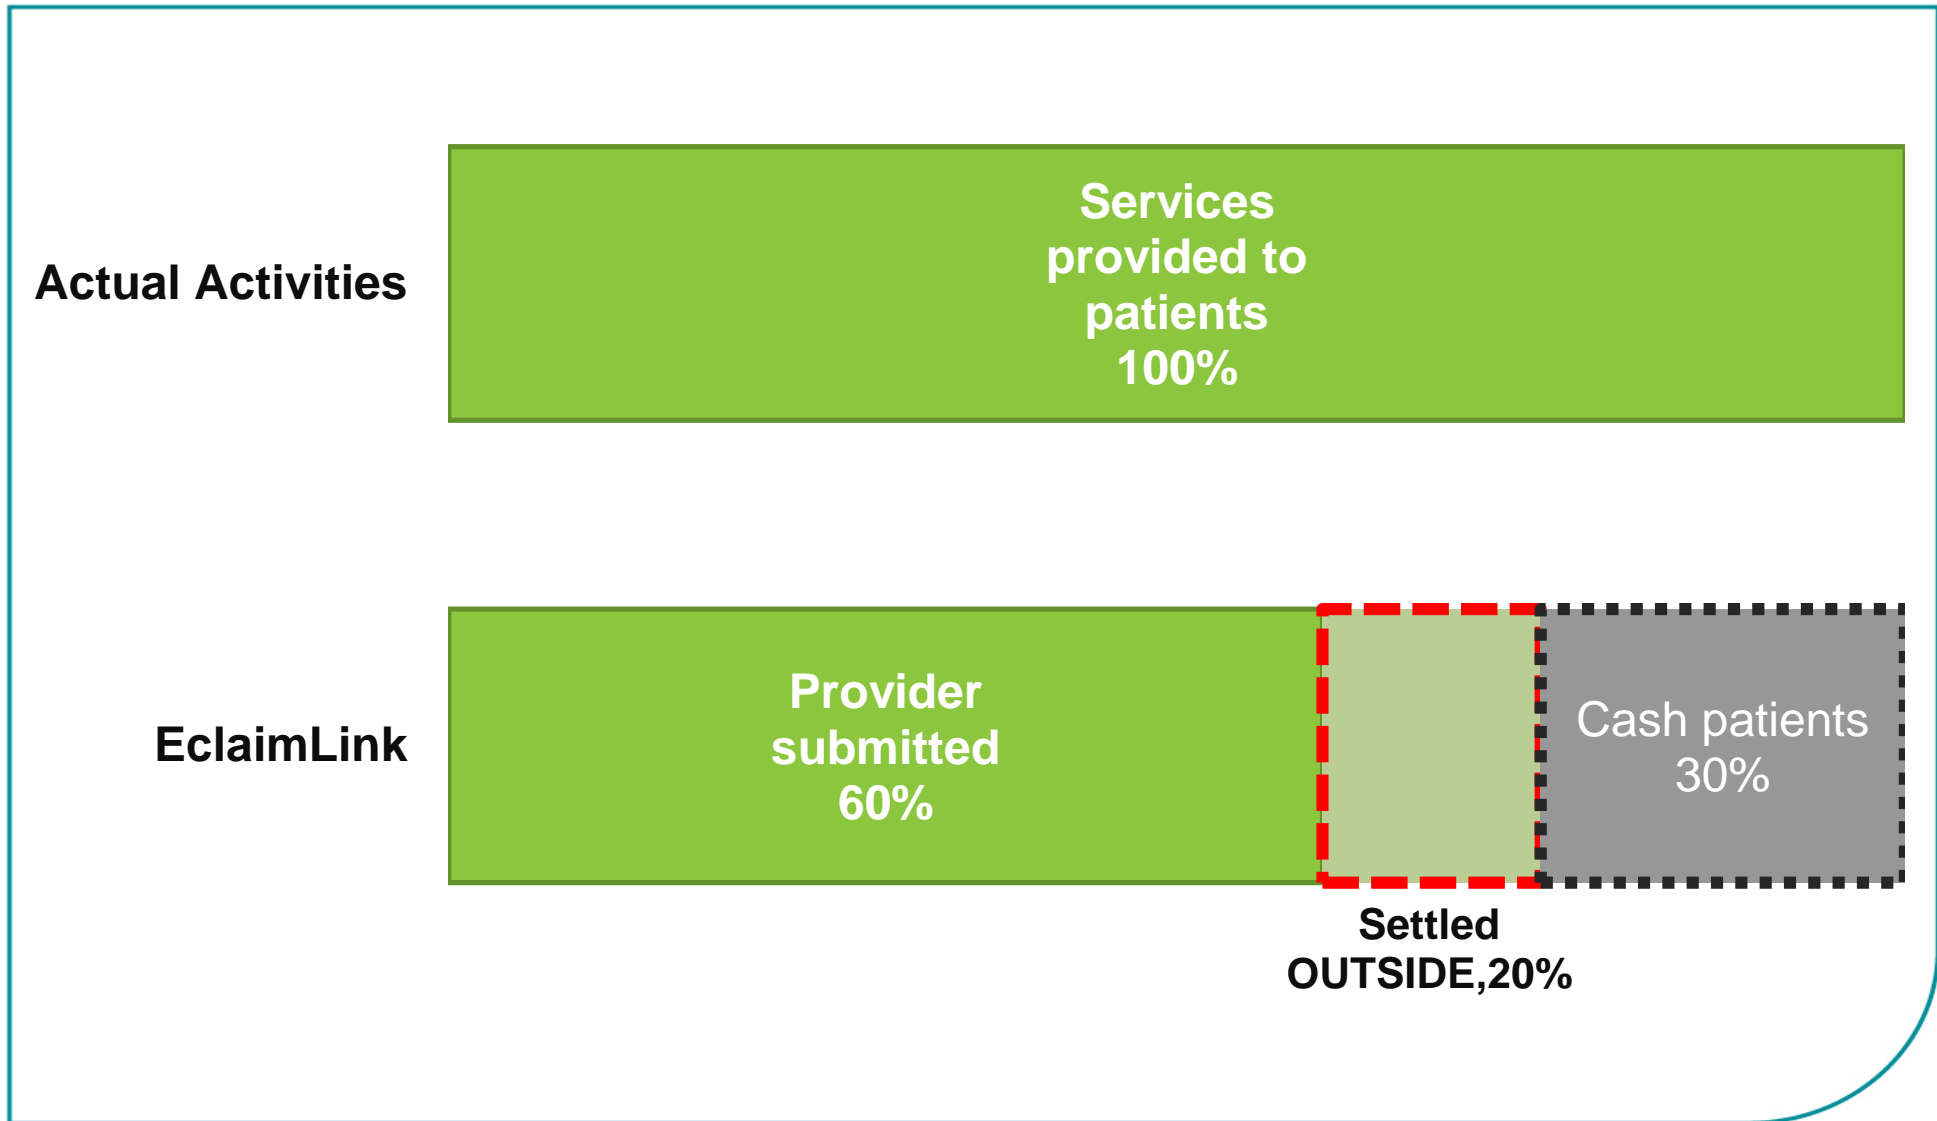 Actual Activities
Services
provided to
patients
100%
EclaimLink
Provider
submitted
60%
Cash patients
30%
Settled
OUTSIDE,20%